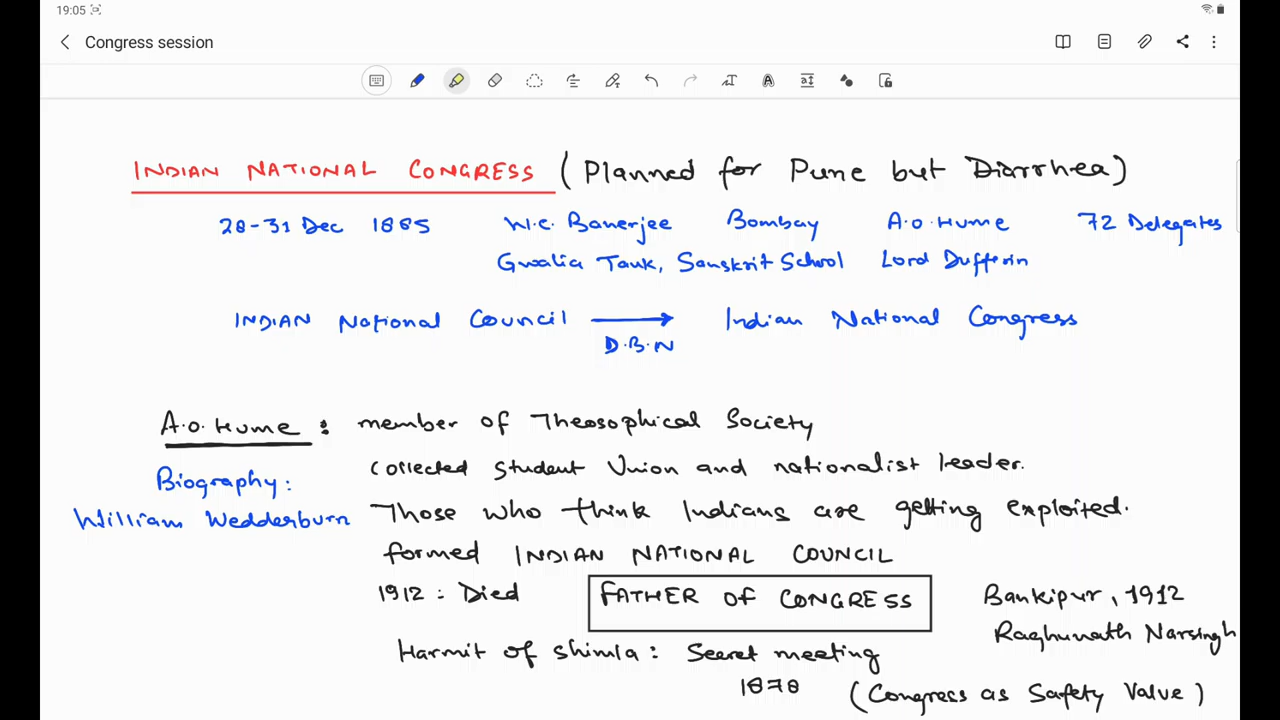 19:05
Congress session
INDIAN NATIONAL CONGRESS (Planned for Pune but Diarrhea)
28-31 Dec 1885 W.C. Banerjee Bombay A.O. Hume 72 Delegates
Gwalia Tank, Sanskrit School Lord Dufferin
INDIAN National Council → Indian National Congress
D.B.N
A.O. Hume : member of Theosophical Society
collected student Union and nationalist leader.
Biography:
William Wedderburn Those who think Indians are getting exploited.
formed INDIAN NATIONAL COUNCIL
1912 : Died FATHER OF CONGRESS Bankipur, 1912
Raghunath Narsingh
Harmit of Shimla : Secret meeting
1878 (Congress as Safety Value)